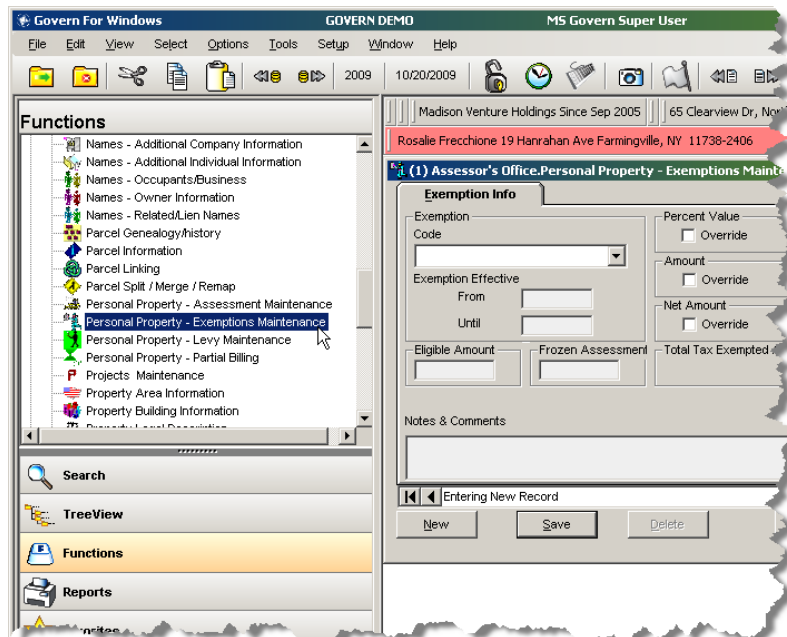 Govern For Windows GOVERN DEMO MS Govern Super User
File Edit View Select Options Tools Setup Window Help
2009 10/20/2009
Functions
Names - Additional Company Information
Names - Additional Individual Information
Names - Occupants/Business
Names - Owner Information
Names - Related/Lien Names
Parcel Genealogy/history
Parcel Information
Parcel Linking
Parcel Split / Merge / Remap
Personal Property - Assessment Maintenance
Personal Property - Exemptions Maintenance
Personal Property - Levy Maintenance
Personal Property - Partial Billing
P Projects Maintenance
Property Area Information
Property Building Information
Property Legal Description
Search
TreeView
Functions
Reports
Madison Venture Holdings Since Sep 2005 65 Clearview Dr,
Rosalie Frecchione 19 Hanrahan Ave Farmingville, NY 11738-2406
(1) Assessor's Office.Personal Property - Exemptions
Exemption Info
Exemption
Code
Exemption Effective
From
Until
Percent Value
Override
Amount
Override
Net Amount
Override
Eligible Amount Frozen Assessment Total Tax Exempted
Notes & Comments
Entering New Record
New Save Delete